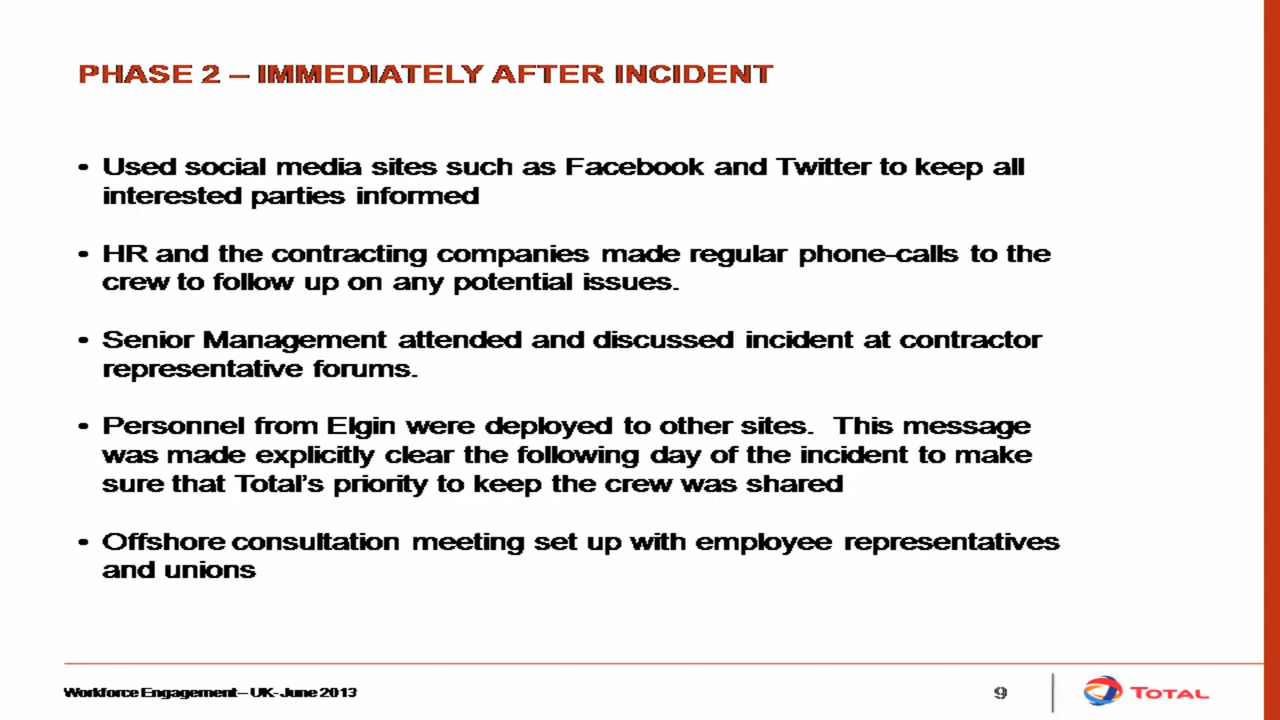 PHASE 2 – IMMEDIATELY AFTER INCIDENT
• Used social media sites such as Facebook and Twitter to keep all
interested parties informed
• HR and the contracting companies made regular phone-calls to the
crew to follow up on any potential issues.
• Senior Management attended and discussed incident at contractor
representative forums.
• Personnel from Elgin were deployed to other sites.  This message
was made explicitly clear the following day of the incident to make
sure that Total's priority to keep the crew was shared
• Offshore consultation meeting set up with employee representatives
and unions
Workforce Engagement – UK- June 2013
9
TOTAL